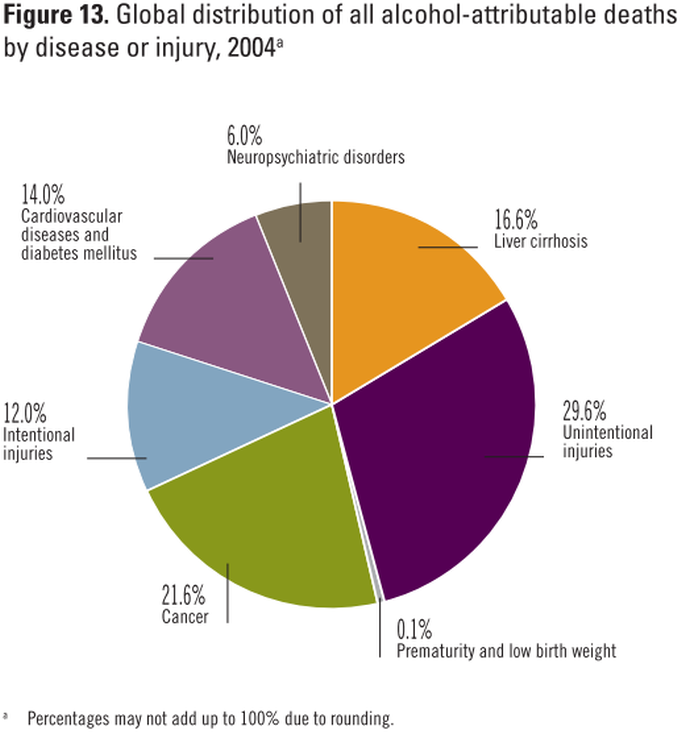 Figure 13. Global distribution of all alcohol-attributable deaths
by disease or injury, 2004ª
6.0%
Neuropsychiatric disorders
14.0%
Cardiovascular
diseases and
diabetes mellitus
16.6%
Liver cirrhosis
12.0%
Intentional
injuries
29.6%
Unintentional
injuries
21.6%
Cancer
0.1%
Prematurity and low birth weight
ª Percentages may not add up to 100% due to rounding.